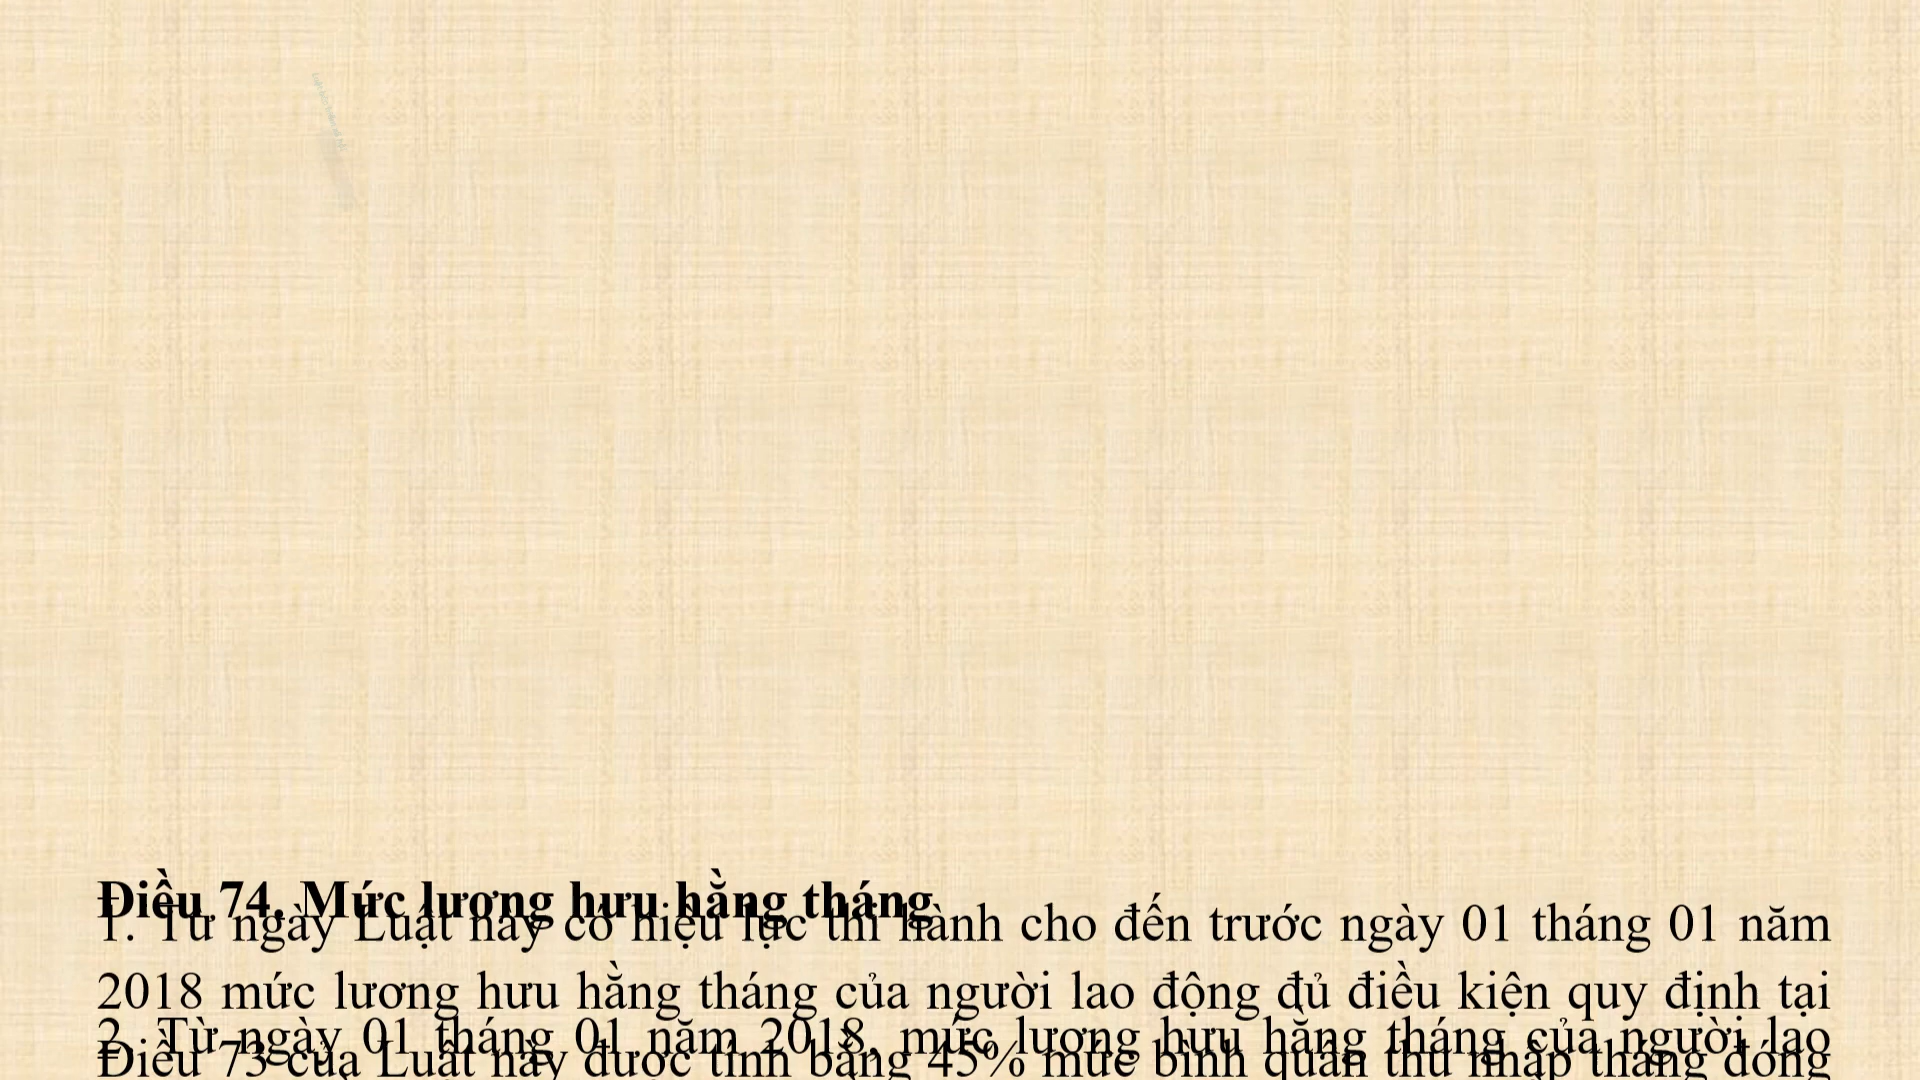 Điều 74. Mức lương hưu hằng tháng
1. Từ ngày Luật này có hiệu lực thi hành cho đến trước ngày 01 tháng 01 năm
2018 mức lương hưu hằng tháng của người lao động đủ điều kiện quy định tại
2. Từ ngày 01 tháng 01 năm 2018, mức lương hưu hằng tháng của người lao
Điều 73 của Luật này được tính bằng 45% mức bình quân thu nhập tháng đóng